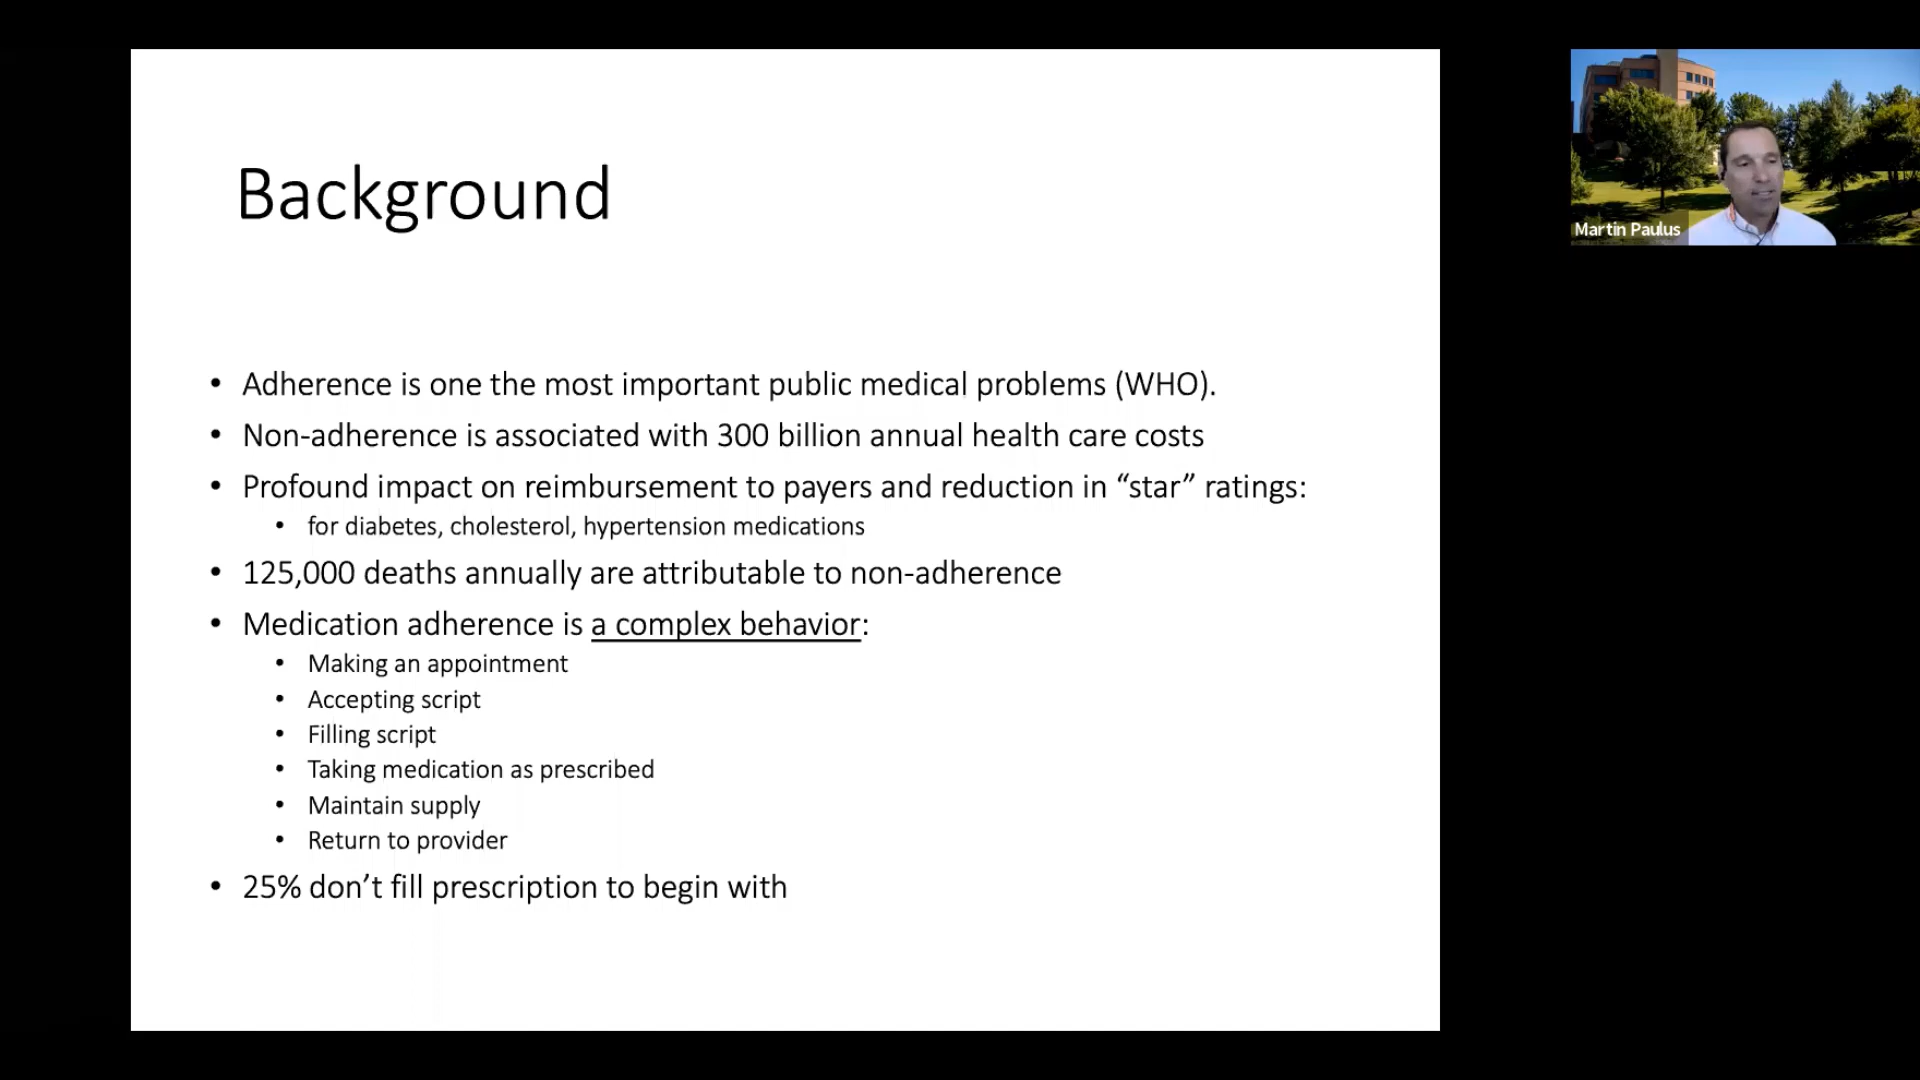 Background
• Adherence is one the most important public medical problems (WHO).
• Non-adherence is associated with 300 billion annual health care costs
• Profound impact on reimbursement to payers and reduction in “star” ratings:
• for diabetes, cholesterol, hypertension medications
• 125,000 deaths annually are attributable to non-adherence
• Medication adherence is a complex behavior:
• Making an appointment
• Accepting script
• Filling script
• Taking medication as prescribed
• Maintain supply
• Return to provider
• 25% don’t fill prescription to begin with
Martin Paulus